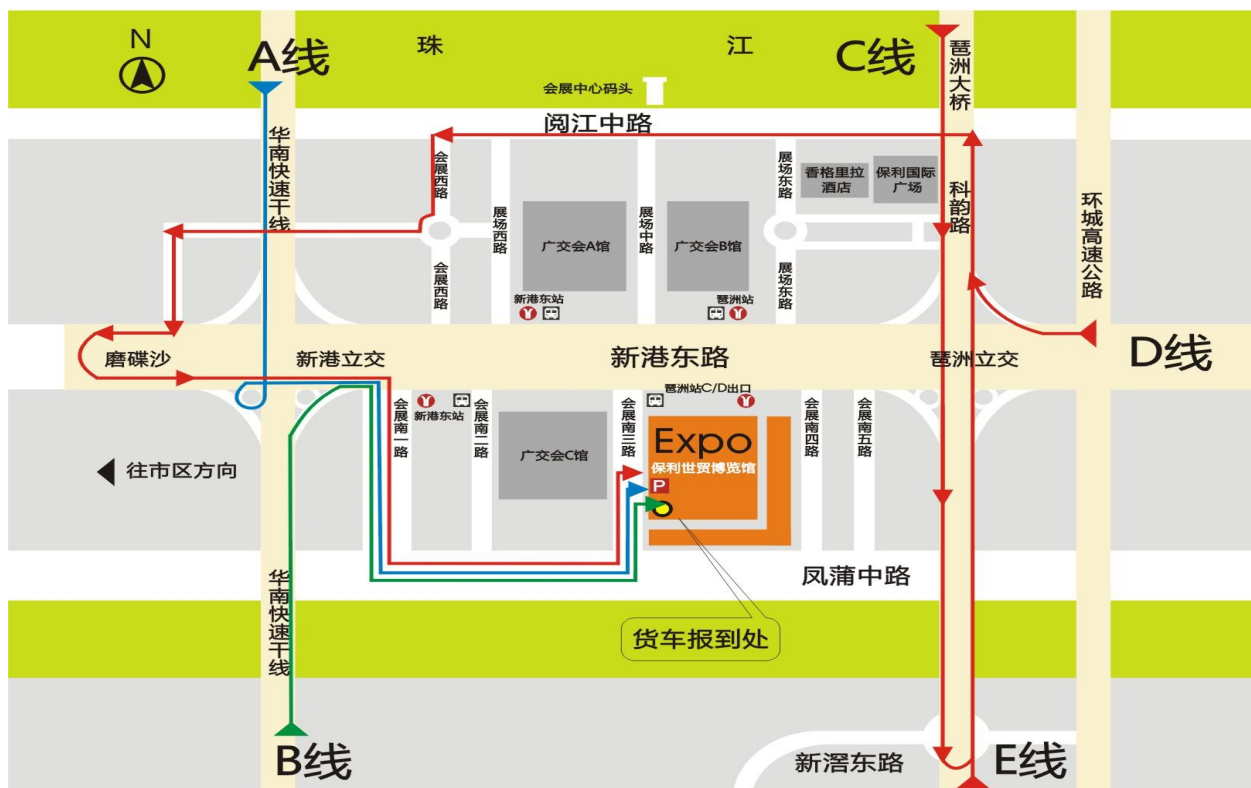 N
A线
珠
江
C线
琶洲大桥
会展中心码头
阅江中路
华南快速干线
会展西路
展场东路
香格里拉
酒店
保利国际
广场
科韵路
环城高速公路
展场西路
广交会A馆
展场中路
广交会B馆
会展西路
展场东路
新港东站
琶洲站
磨碟沙
新港立交
新港东路
琶洲立交
D线
琶洲站C/D出口
会展南一路
新港东站
会展南二路
会展南三路
会展南四路
会展南五路
Expo
保利世贸博览馆
广交会C馆
往市区方向
P
华南快速干线
凤蒲中路
货车报到处
B线
新滘东路
E线